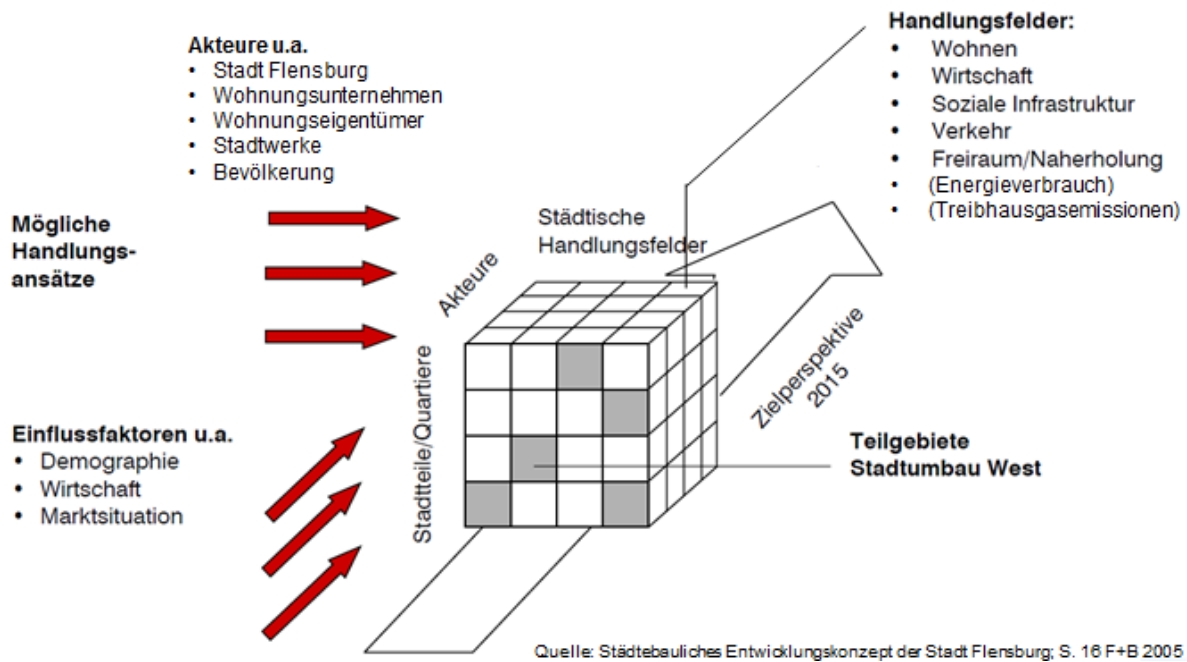 Akteure u.a.
• Stadt Flensburg
• Wohnungsunternehmen
• Wohnungseigentümer
• Stadtwerke
• Bevölkerung
Handlungsfelder:
• Wohnen
• Wirtschaft
• Soziale Infrastruktur
• Verkehr
• Freiraum/Naherholung
• (Energieverbrauch)
• (Treibhausgasemissionen)
Mögliche
Handlungs-
ansätze
Städtische
Handlungsfelder
Akteure
Stadtteile/Quartiere
Zielperspektive
2015
Einflussfaktoren u.a.
• Demographie
• Wirtschaft
• Marktsituation
Teilgebiete
Stadtumbau West
Quelle: Städtebauliches Entwicklungskonzept der Stadt Flensburg; S. 16 F+B 2005